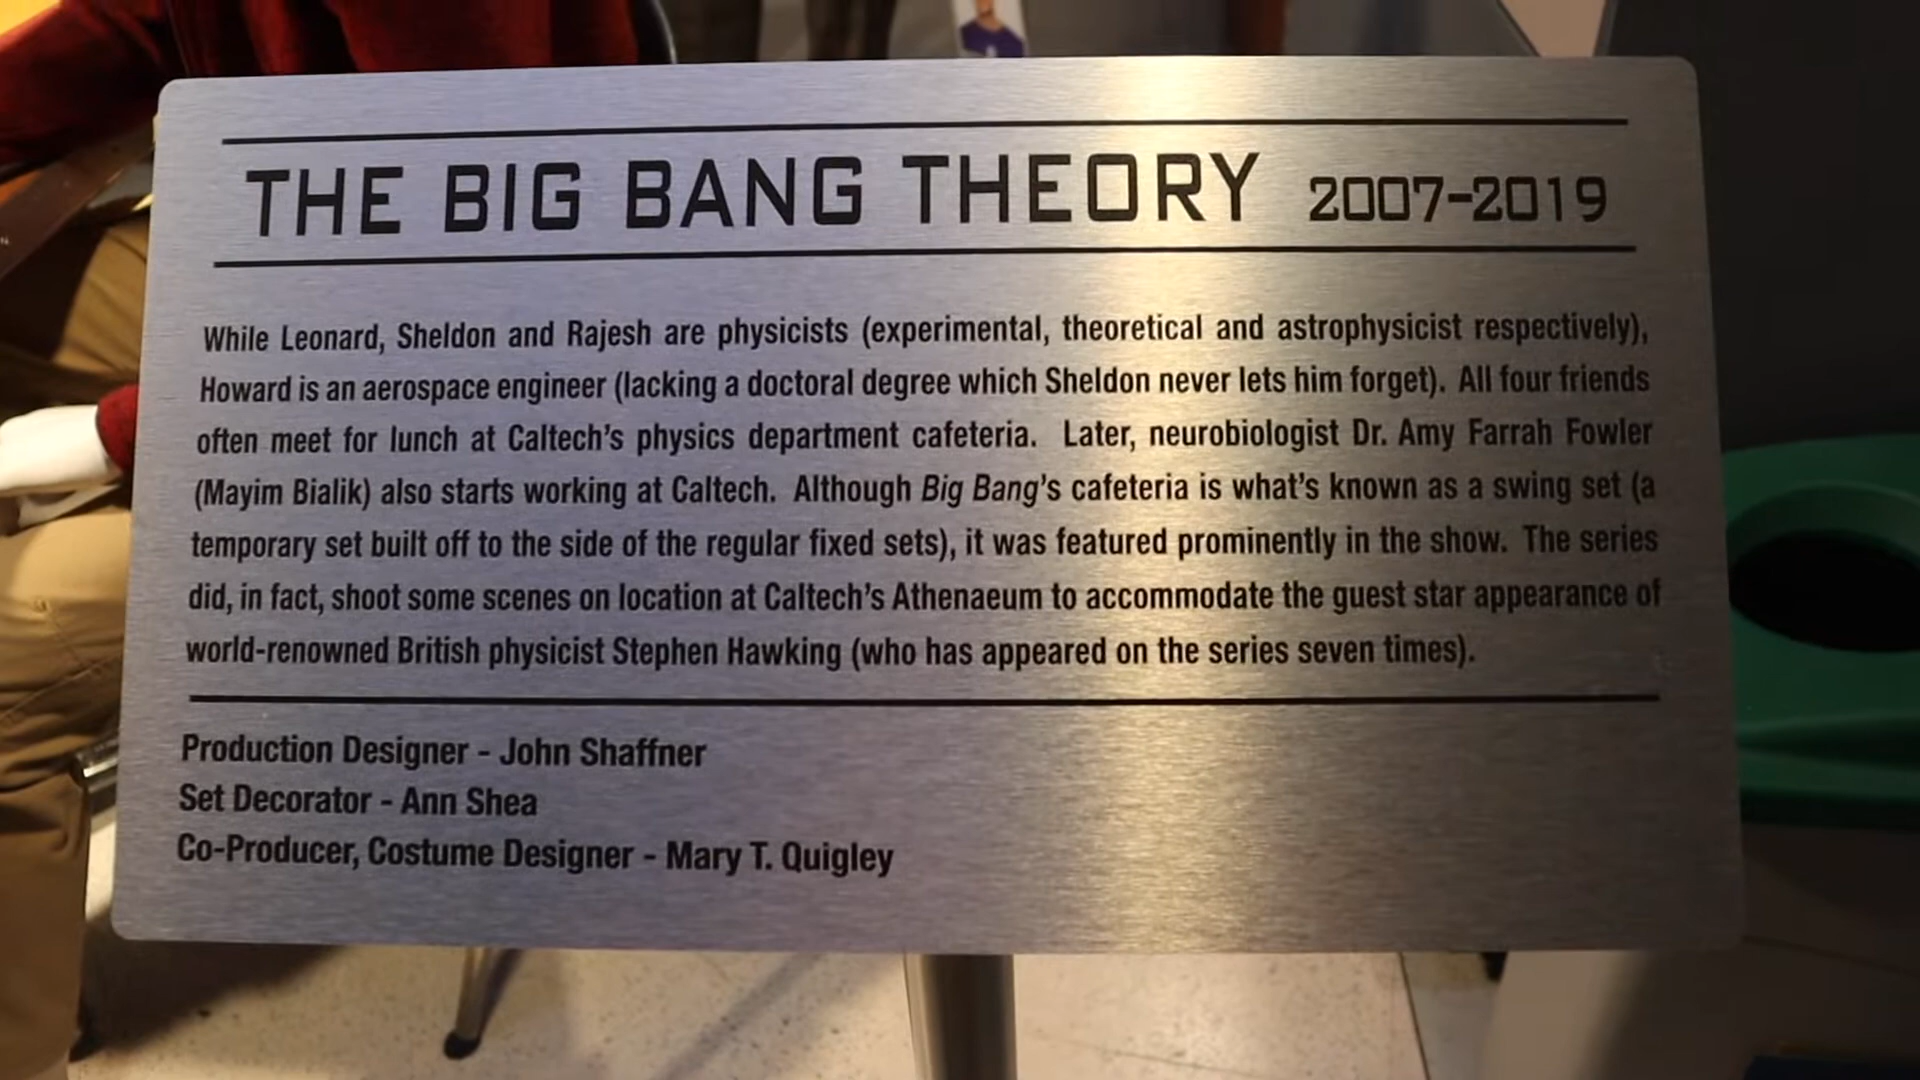 THE BIG BANG THEORY 2007-2019
While Leonard, Sheldon and Rajesh are physicists (experimental, theoretical and astrophysicist respectively),
Howard is an aerospace engineer (lacking a doctoral degree which Sheldon never lets him forget). All four friends
often meet for lunch at Caltech's physics department cafeteria. Later, neurobiologist Dr. Amy Farrah Fowler
(Mayim Bialik) also starts working at Caltech. Although Big Bang's cafeteria is what's known as a swing set (a
temporary set built off to the side of the regular fixed sets), it was featured prominently in the show. The series
did, in fact, shoot some scenes on location at Caltech's Athenaeum to accommodate the guest star appearance of
world-renowned British physicist Stephen Hawking (who has appeared on the series seven times).
Production Designer - John Shaffner
Set Decorator - Ann Shea
Co-Producer, Costume Designer - Mary T. Quigley